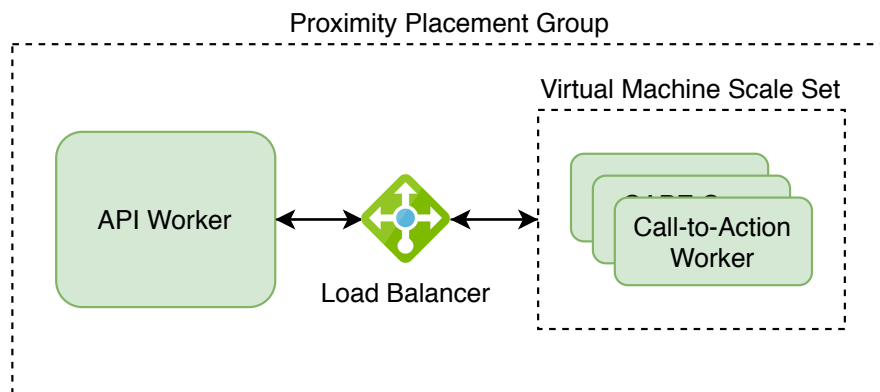 Proximity Placement Group
Virtual Machine Scale Set
API Worker
Call-to-Action
Worker
Load Balancer